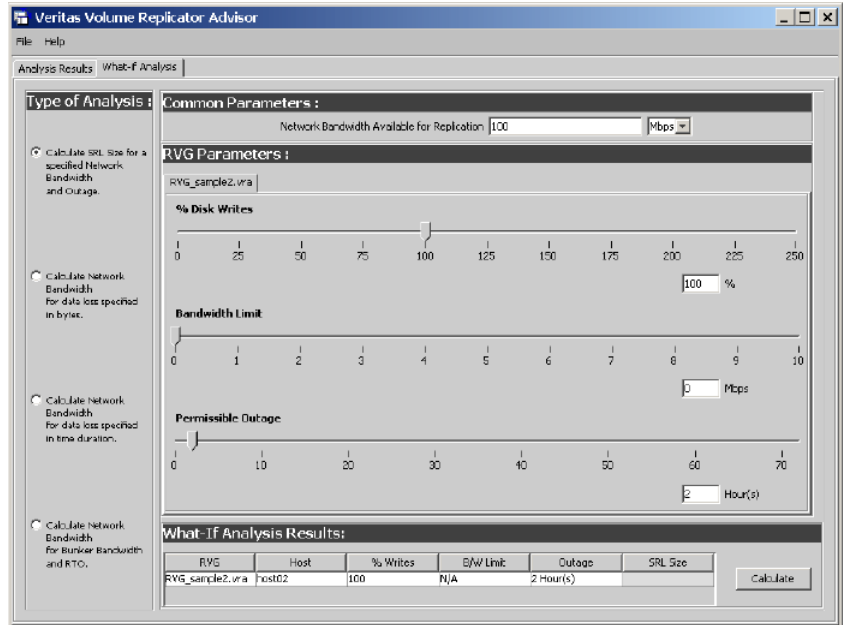 Veritas Volume Replicator Advisor
File Help
Analysis Results What-If Analysis
Type of Analysis :
Calculate SRL Size for a
specified Network
Bandwidth
and Outage.
Calculate Network
Bandwidth
for data loss specified
in bytes.
Calculate Network
Bandwidth
for data loss specified
in time duration.
Calculate Network
Bandwidth
for Bunker Bandwidth
and RTO.
Common Parameters :
Network Bandwidth Available for Replication 100 Mbps
RVG Parameters :
RVG_sample2.vra
% Disk Writes
0 25 50 75 100 125 150 175 200 225 250
100 %
Bandwidth Limit
0 1 2 3 4 5 6 7 8 9 10
0 Mbps
Permissible Outage
0 10 20 30 40 50 60 70
2 Hour(s)
What-If Analysis Results:
RVG Host % Writes B/W Limit Outage SRL Size
RVG_sample2.vra host02 100 N/A 2 Hour(s)
Calculate